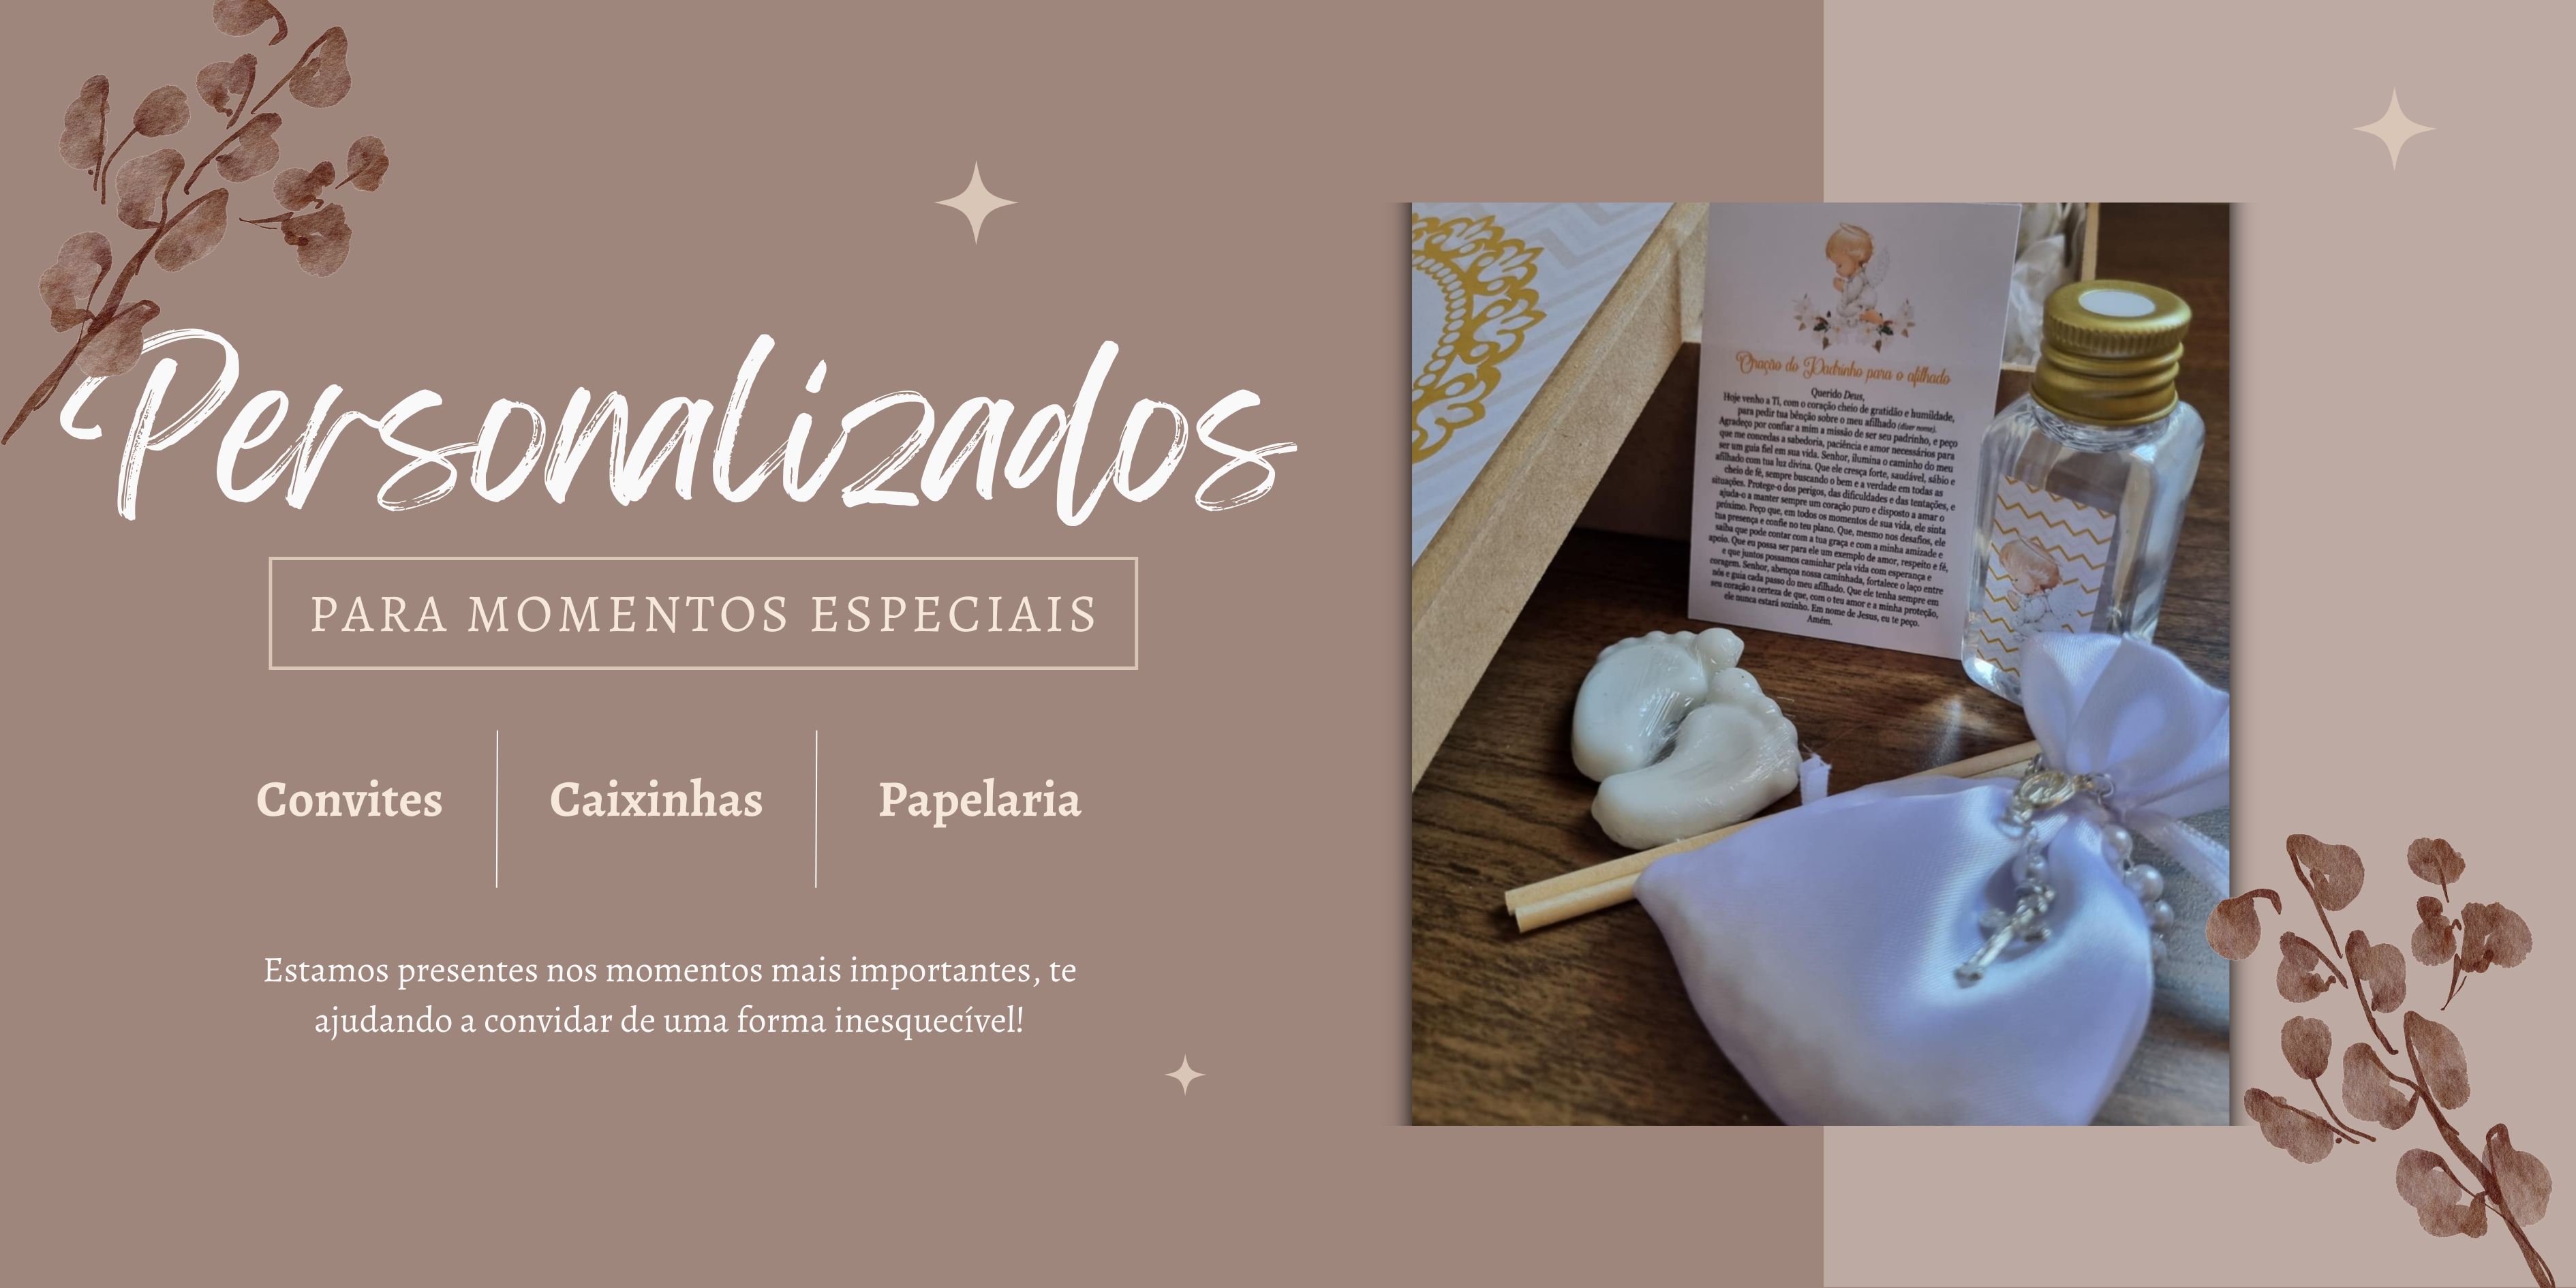 Personalizados
PARA MOMENTOS ESPECIAIS
Convites
Caixinhas
Papelaria
Estamos presentes nos momentos mais importantes, te
ajudando a convidar de uma forma inesquecível!
Oração do Padrinho para o afilhado
Querido Deus,
Hoje venho a Ti, com o coração cheio de gratidão e humildade,
para pedir tua bênção sobre o meu afilhado (dizer nome).
Agradeço por confiar a mim a missão de ser seu padrinho, e peço
que me concedas a sabedoria, paciência e amor necessários para
ser um guia fiel em sua vida. Senhor, ilumina o caminho do meu
afilhado com tua luz divina. Que ele cresça forte, saudável, sábio e
cheio de fé, sempre buscando o bem e a verdade em todas as
situações. Protege-o dos perigos, das dificuldades e das tentações, e
ajuda-o a manter sempre um coração puro e disposto a amar o
próximo. Peço que, em todos os momentos de sua vida, ele sinta
tua presença e confie no teu plano. Que, mesmo nos desafios, ele
saiba que pode contar com a tua graça e com a minha amizade e
apoio. Que eu possa ser para ele um exemplo de amor, respeito e fé,
e que juntos possamos caminhar pela vida com esperança e
coragem. Senhor, abençoa nossa caminhada, fortalece o laço entre
nós e guia cada passo do meu afilhado. Que ele tenha sempre em
seu coração a certeza de que, com o teu amor e a minha proteção,
ele nunca estará sozinho. Em nome de Jesus, eu te peço.
Amém.